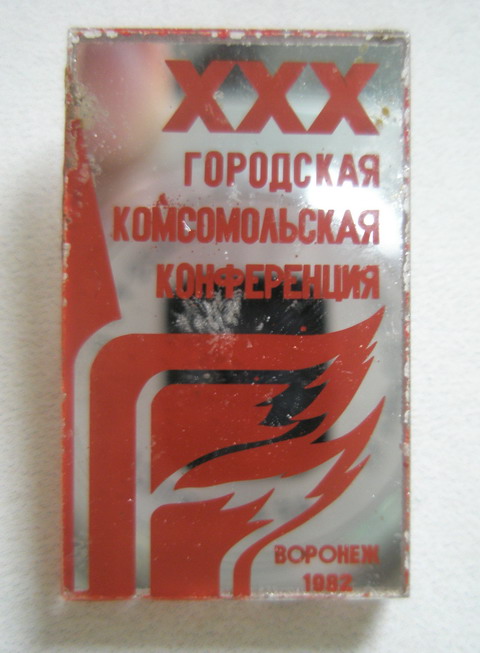 XXX
ГОРОДСКАЯ
КОМСОМОЛЬСКАЯ
КОНФЕРЕНЦИЯ
ВОРОНЕЖ
1982